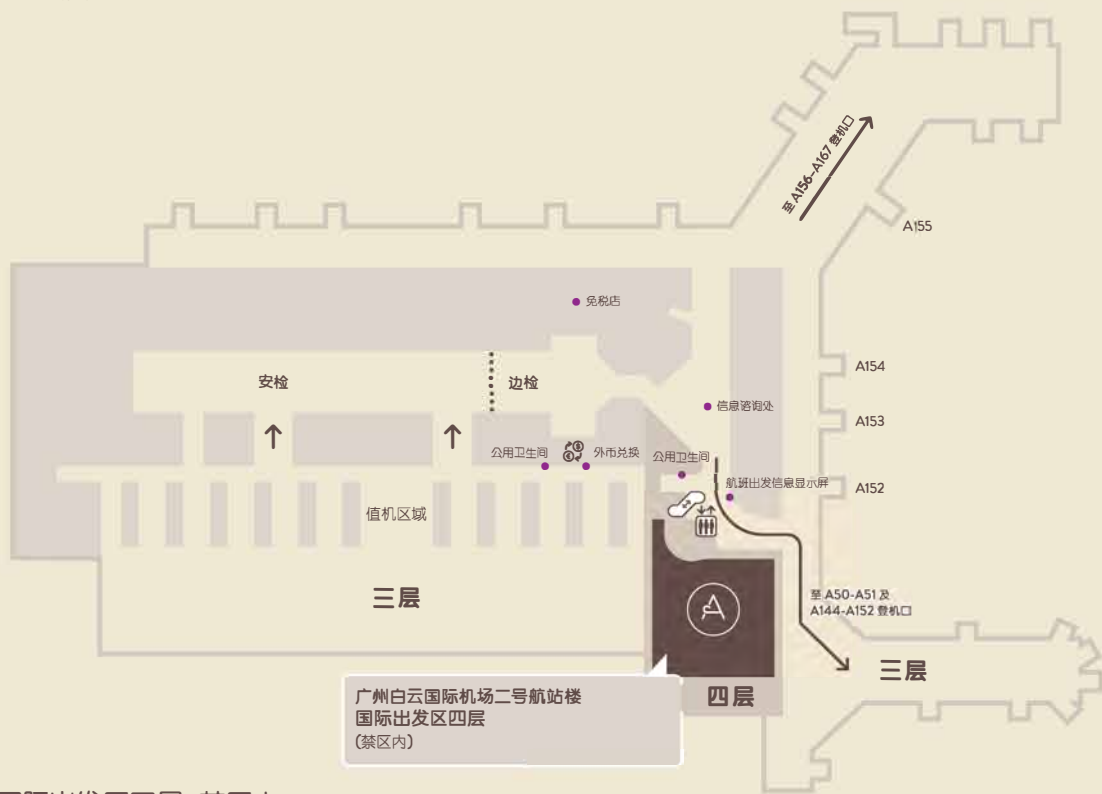 至 A156-A167 登机口
A155
免税店
A154
安检
边检
信息咨询处
A153
公用卫生间
外币兑换
公用卫生间
航班出发信息显示屏
A152
值机区域
三层
至 A50-A51 及
A144-A152 登机口
三层
四层
广州白云国际机场二号航站楼
国际出发区四层
(禁区内)